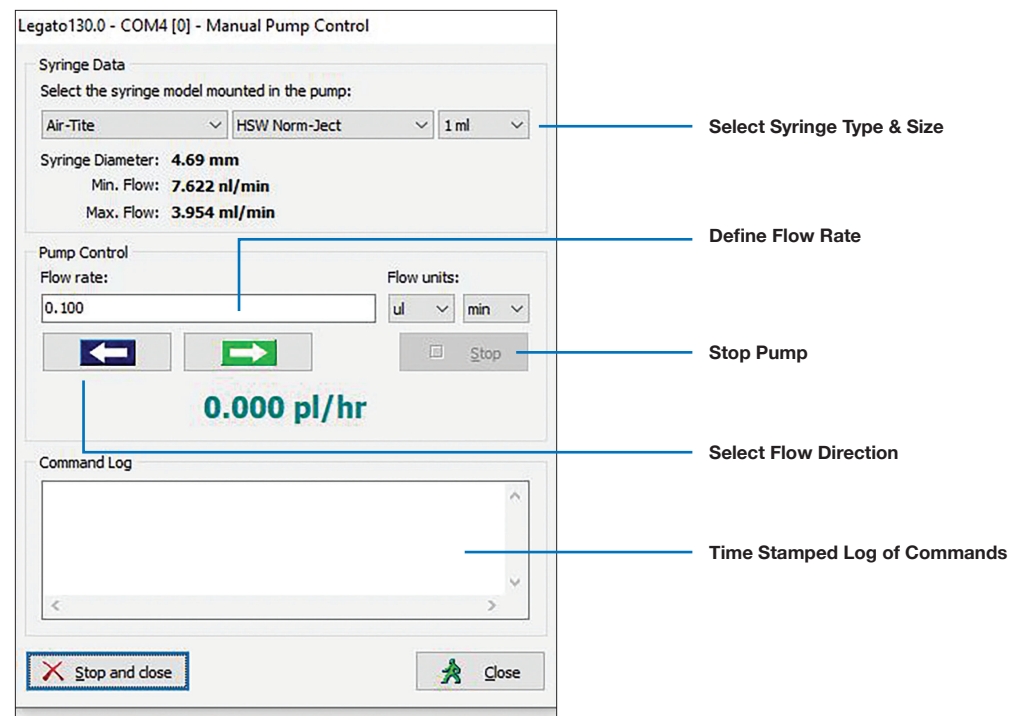 Legato130.0 - COM4 [0] - Manual Pump Control
Syringe Data
Select the syringe model mounted in the pump:
Air-Tite HSW Norm-Ject 1 ml
Select Syringe Type & Size
Syringe Diameter: 4.69 mm
Min. Flow: 7.622 nl/min
Max. Flow: 3.954 ml/min
Define Flow Rate
Pump Control
Flow rate: Flow units:
0.100 ul min
Stop
Stop Pump
0.000 pl/hr
Select Flow Direction
Command Log
Time Stamped Log of Commands
Stop and close Close